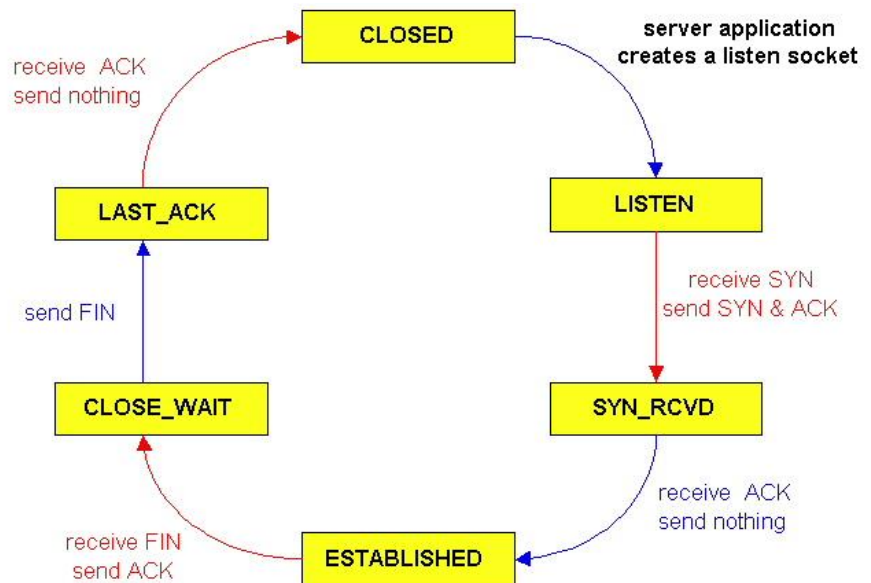 CLOSED
server application
creates a listen socket
receive ACK
send nothing
LAST_ACK
LISTEN
receive SYN
send SYN & ACK
send FIN
CLOSE_WAIT
SYN_RCVD
receive ACK
send nothing
receive FIN
send ACK
ESTABLISHED